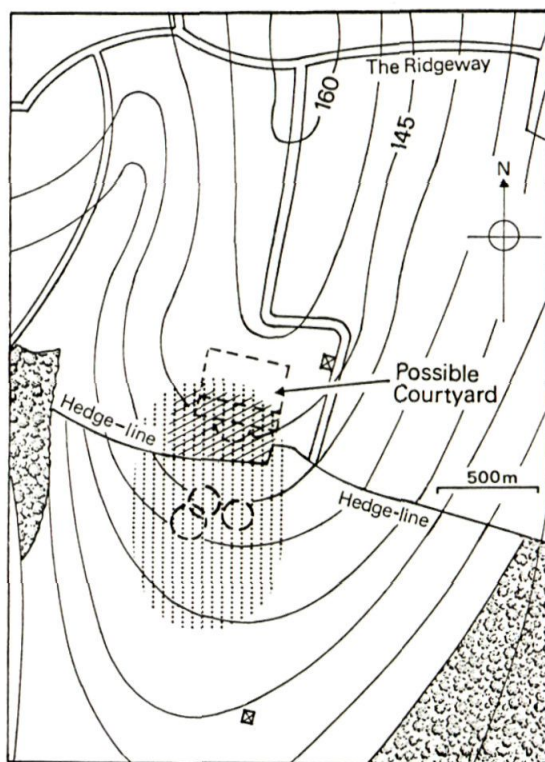 The Ridgeway
160
145
N
Possible
Courtyard
Hedge-line
500m
Hedge-line